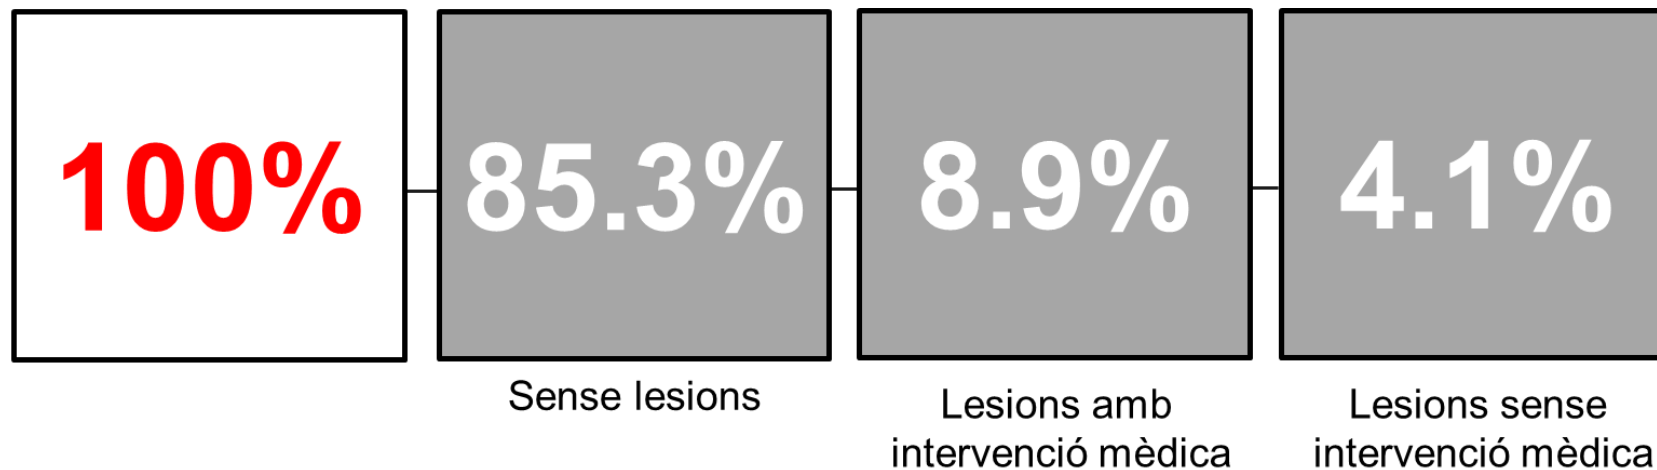 100%
85.3%
8.9%
4.1%
Sense lesions
Lesions amb
intervenció mèdica
Lesions sense
intervenció mèdica